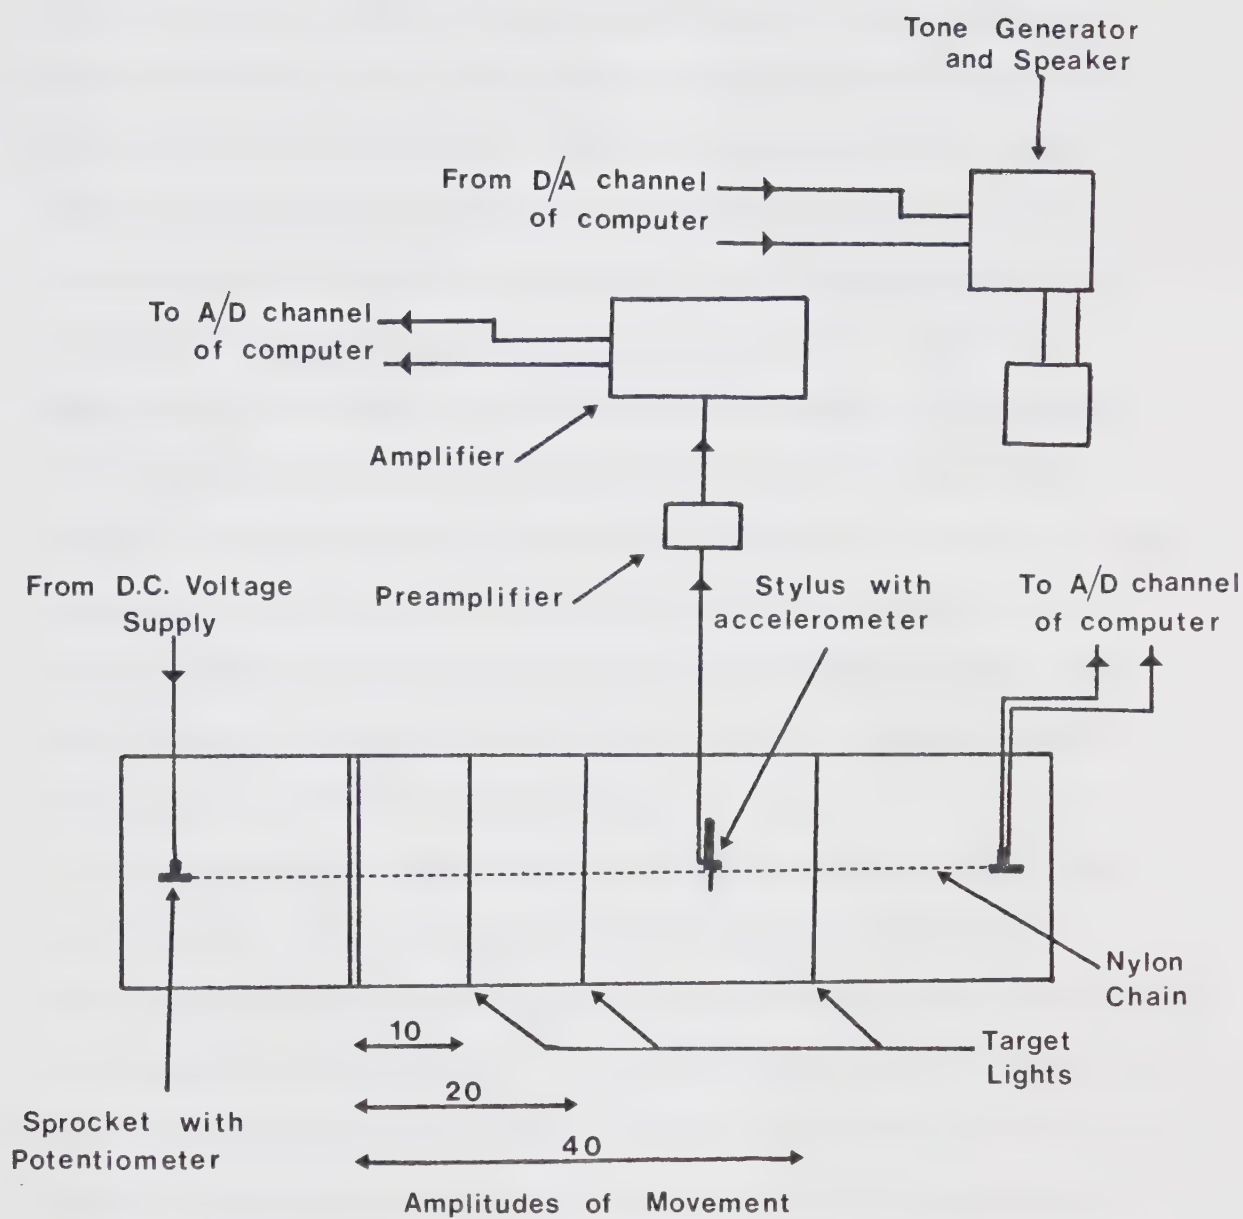 Tone Generator
and Speaker
From D/A channel
of computer
To A/D channel
of computer
Amplifier
Preamplifier
From D.C. Voltage
Supply
Stylus with
accelerometer
To A/D channel
of computer
Nylon
Chain
10
Target
Lights
20
Sprocket with
Potentiometer
40
Amplitudes of Movement